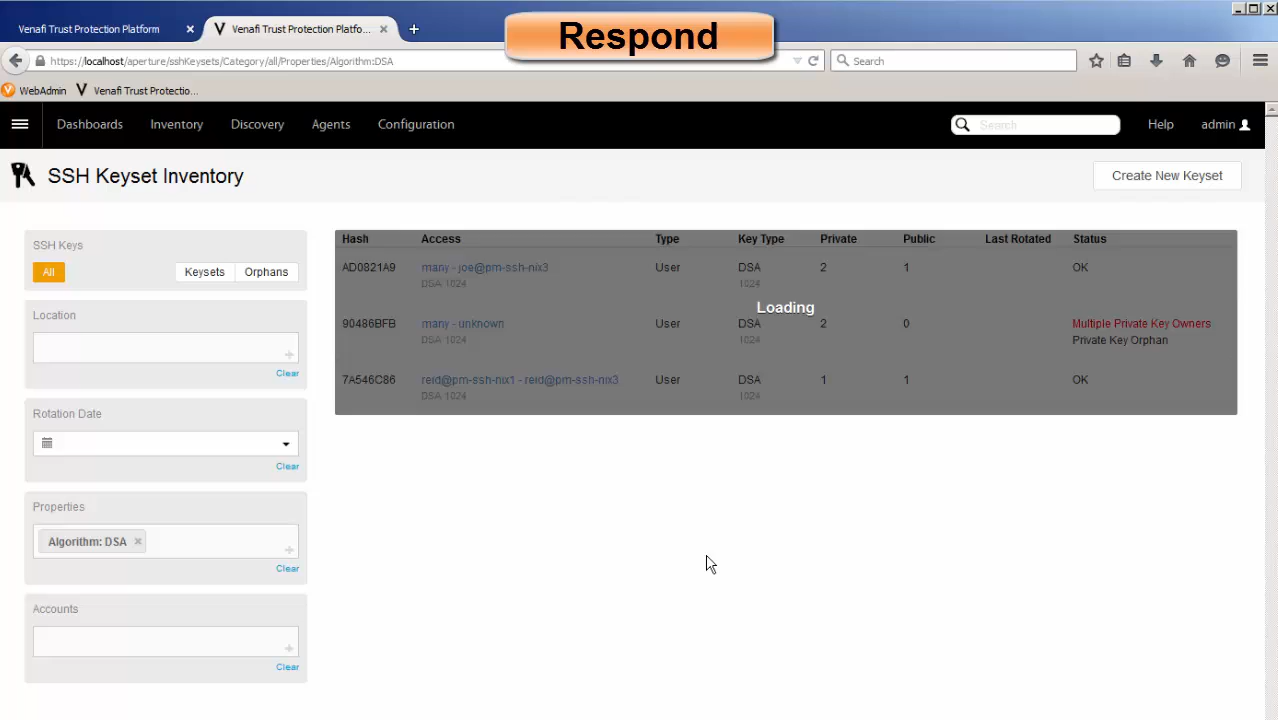 Venafi Trust Protection Platform
Venafi Trust Protection Platfo...
Respond
https://localhost/aperture/sshKeysets/Category/all/Properties/Algorithm:DSA
Search
WebAdmin
Venafi Trust Protectio...
Dashboards
Inventory
Discovery
Agents
Configuration
Search
Help
admin
SSH Keyset Inventory
Create New Keyset
SSH Keys
All
Keysets
Orphans
Location
Clear
Rotation Date
Clear
Properties
Algorithm: DSA
Clear
Accounts
Clear
Hash Access Type Key Type Private Public Last Rotated Status
AD0821A9 many - joe@pm-ssh-nix3 User DSA 2 1 OK
DSA 1024 1024
Loading
90486BFB many - unknown User DSA 2 0 Multiple Private Key Owners
DSA 1024 1024 Private Key Orphan
7A546C86 reid@pm-ssh-nix1 - reid@pm-ssh-nix3 User DSA 1 1 OK
DSA 1024 1024